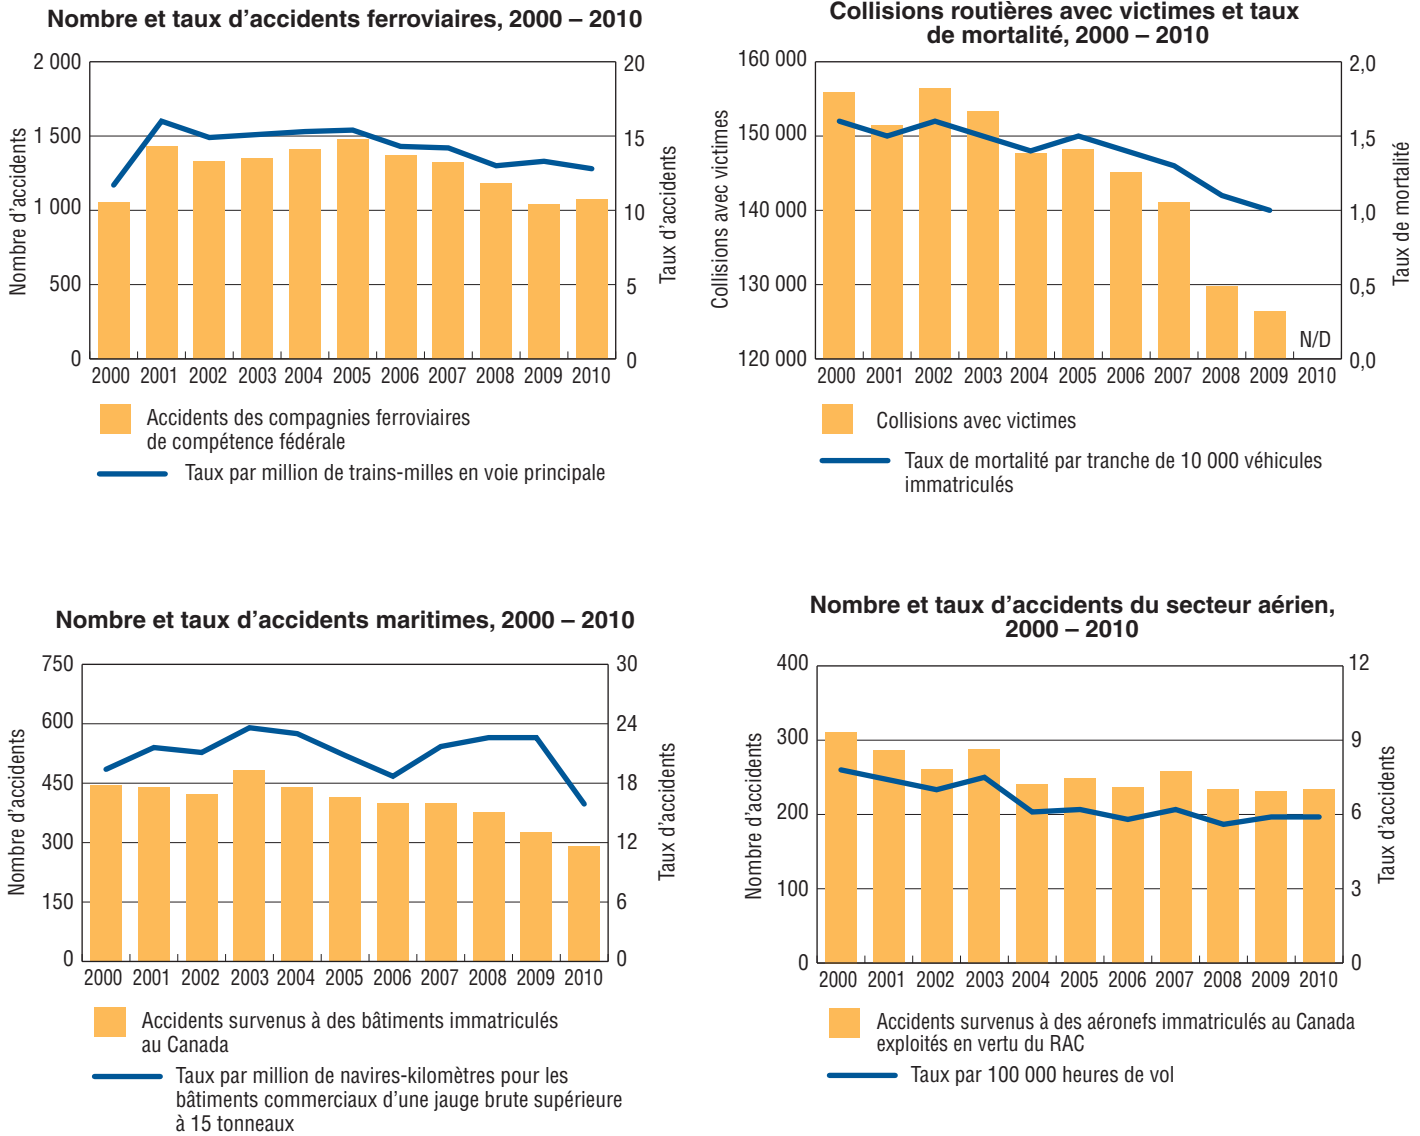 Nombre et taux d’accidents ferroviaires, 2000 – 2010
2 000
1 500
1 000
500
0
20
15
10
5
0
Nombre d’accidents
Taux d’accidents
2000 2001 2002 2003 2004 2005 2006 2007 2008 2009 2010
Accidents des compagnies ferroviaires
de compétence fédérale
Taux par million de trains-milles en voie principale
Collisions routières avec victimes et taux
de mortalité, 2000 – 2010
160 000
150 000
140 000
130 000
120 000
2,0
1,5
1,0
0,5
0,0
Collisions avec victimes
Taux de mortalité
N/D
2000 2001 2002 2003 2004 2005 2006 2007 2008 2009 2010
Collisions avec victimes
Taux de mortalité par tranche de 10 000 véhicules
immatriculés
Nombre et taux d’accidents maritimes, 2000 – 2010
750
600
450
300
150
0
30
24
18
12
6
0
Nombre d’accidents
Taux d’accidents
2000 2001 2002 2003 2004 2005 2006 2007 2008 2009 2010
Accidents survenus à des bâtiments immatriculés
au Canada
Taux par million de navires-kilomètres pour les
bâtiments commerciaux d’une jauge brute supérieure
à 15 tonneaux
Nombre et taux d’accidents du secteur aérien,
2000 – 2010
400
300
200
100
0
12
9
6
3
0
Nombre d’accidents
Taux d’accidents
2000 2001 2002 2003 2004 2005 2006 2007 2008 2009 2010
Accidents survenus à des aéronefs immatriculés au Canada
exploités en vertu du RAC
Taux par 100 000 heures de vol